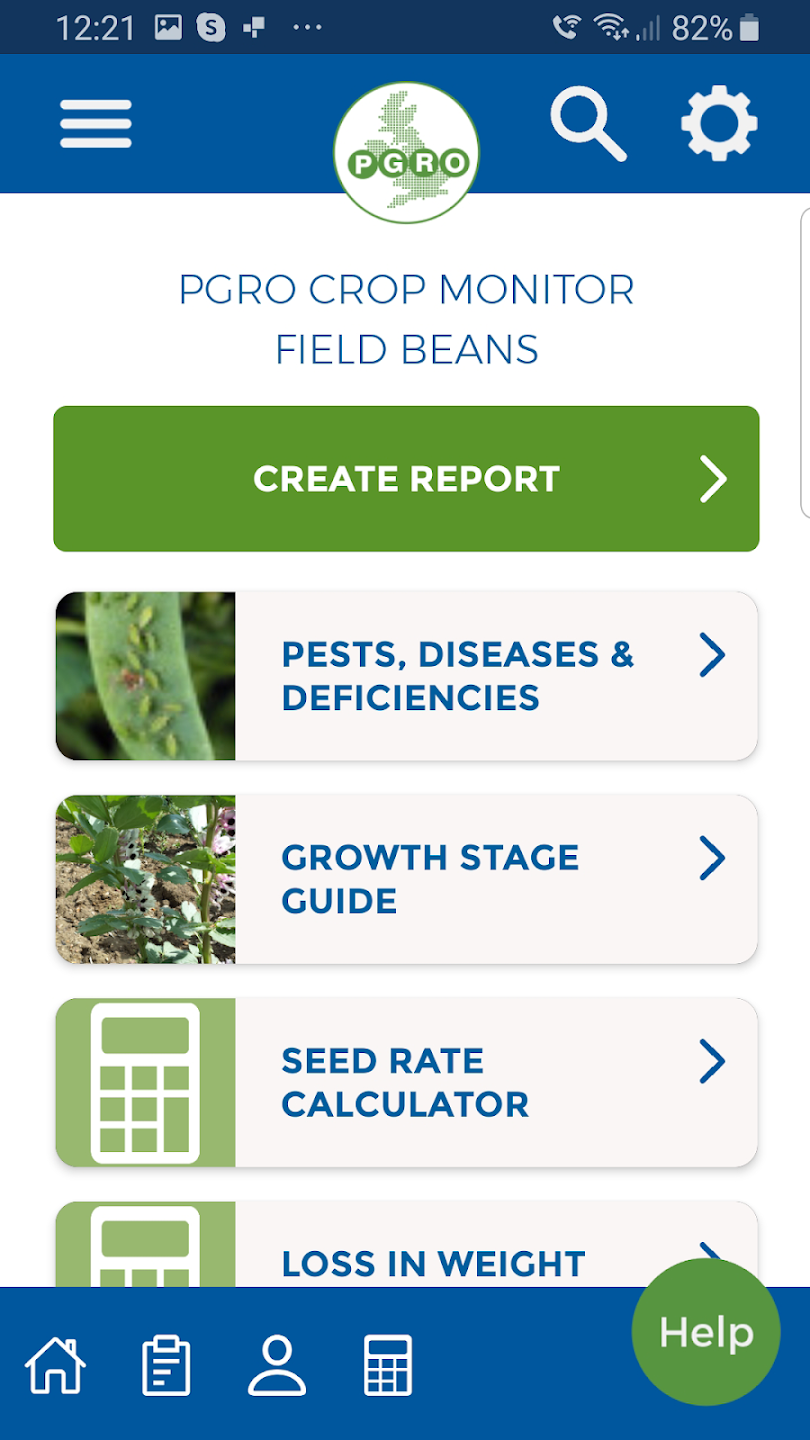 12:21 S ... 82%
PGRO
PGRO CROP MONITOR
FIELD BEANS
CREATE REPORT
PESTS, DISEASES &
DEFICIENCIES
GROWTH STAGE
GUIDE
SEED RATE
CALCULATOR
LOSS IN WEIGHT
Help